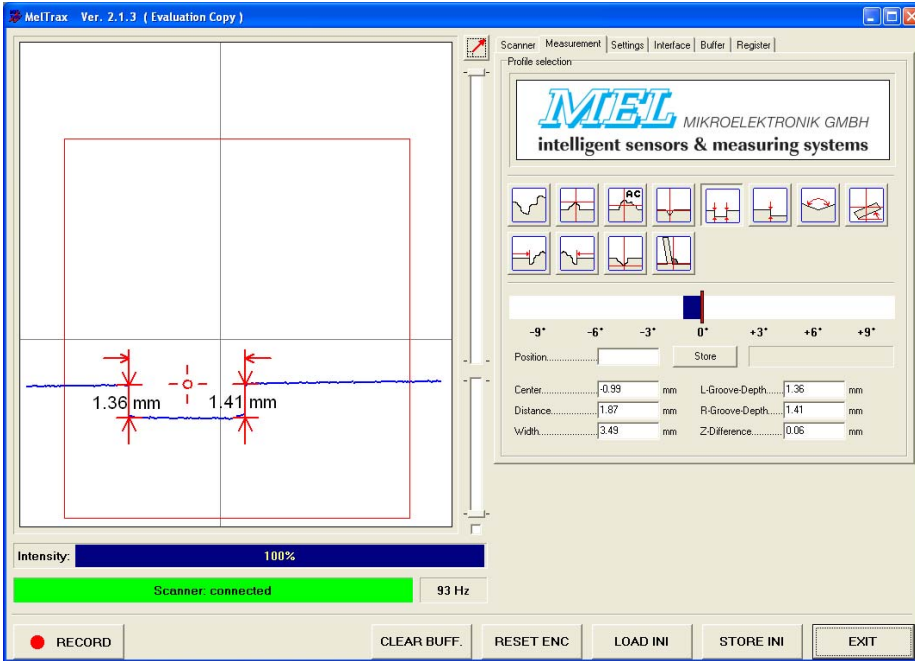 MelTrax Ver. 2.1.3 ( Evaluation Copy )
Scanner Measurement Settings Interface Buffer Register
Profile selection
MEL MIKROELEKTRONIK GMBH
intelligent sensors & measuring systems
AC
-9° -6° -3° 0° +3° +6° +9°
Position................... Store
Center....................... -0.99 mm L-Groove-Depth..... 1.36 mm
Distance.................... 1.87 mm R-Groove-Depth..... 1.41 mm
Width......................... 3.49 mm Z-Difference........... 0.06 mm
1.36 mm 1.41 mm
Intensity: 100%
Scanner: connected 93 Hz
RECORD CLEAR BUFF. RESET ENC LOAD INI STORE INI EXIT